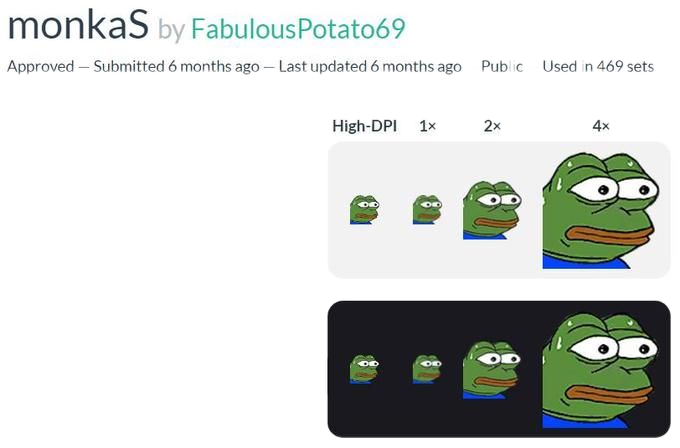 monkaS by FabulousPotato69
Approved — Submitted 6 months ago — Last updated 6 months ago Public Used in 469 sets
High-DPI 1× 2× 4×